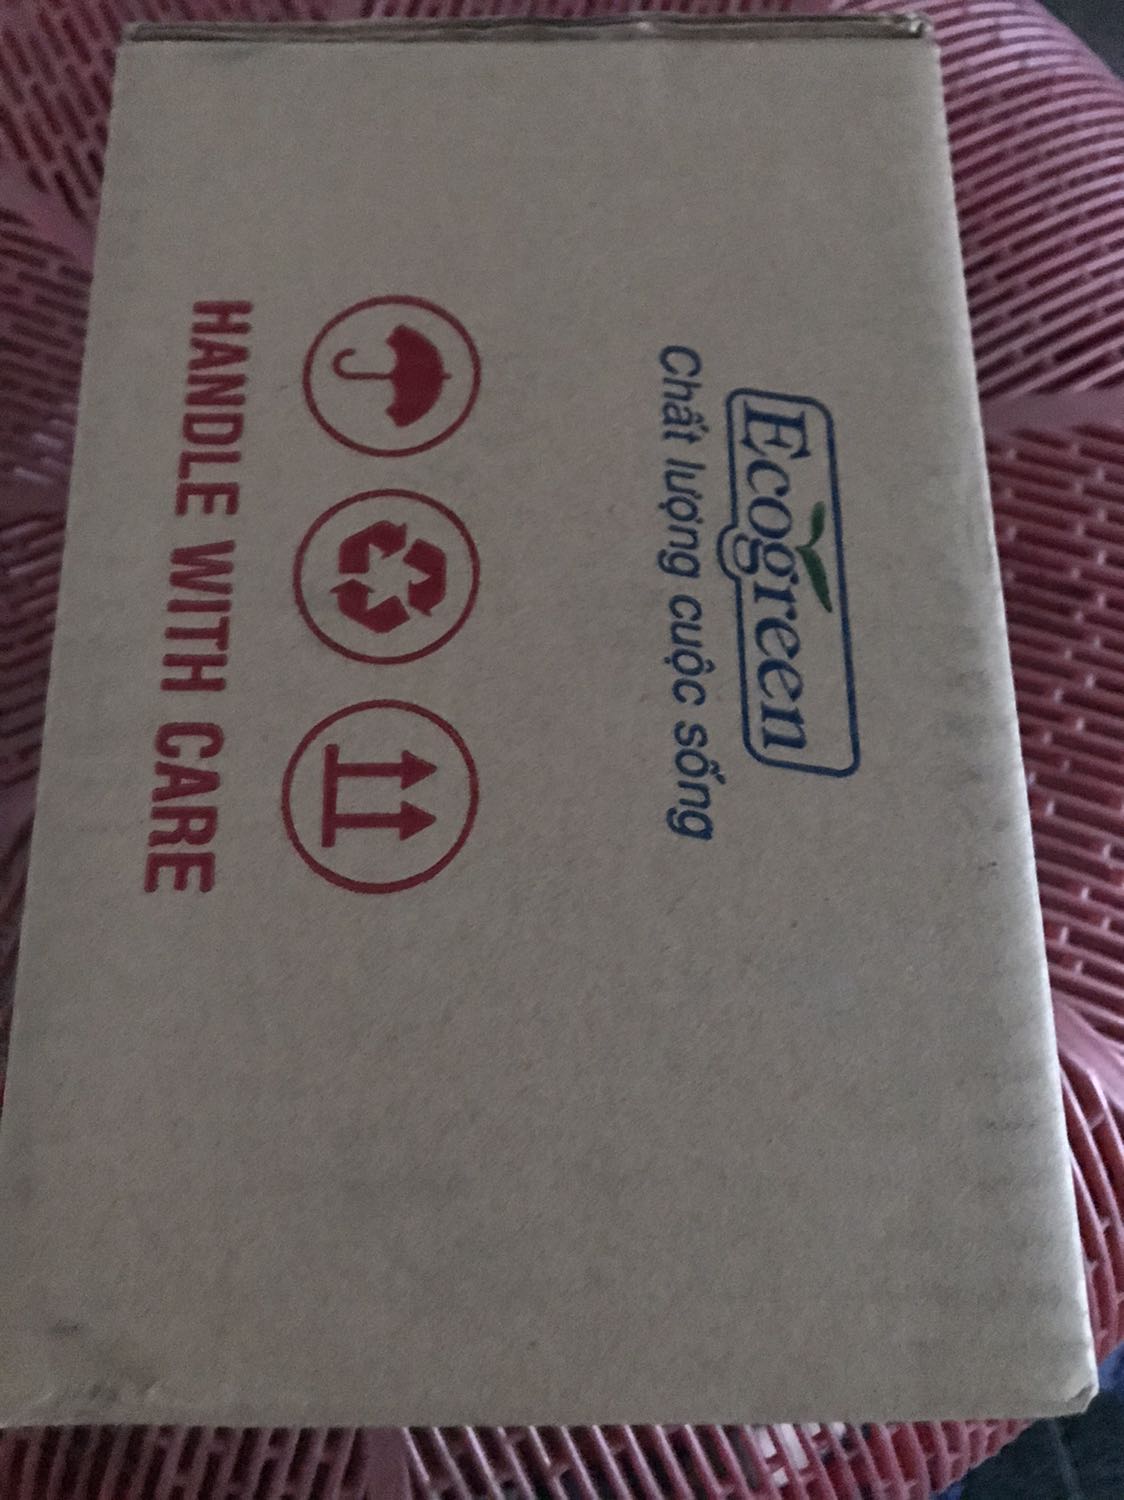 Ecogreen
Chất lượng cuộc sống
HANDLE WITH CARE